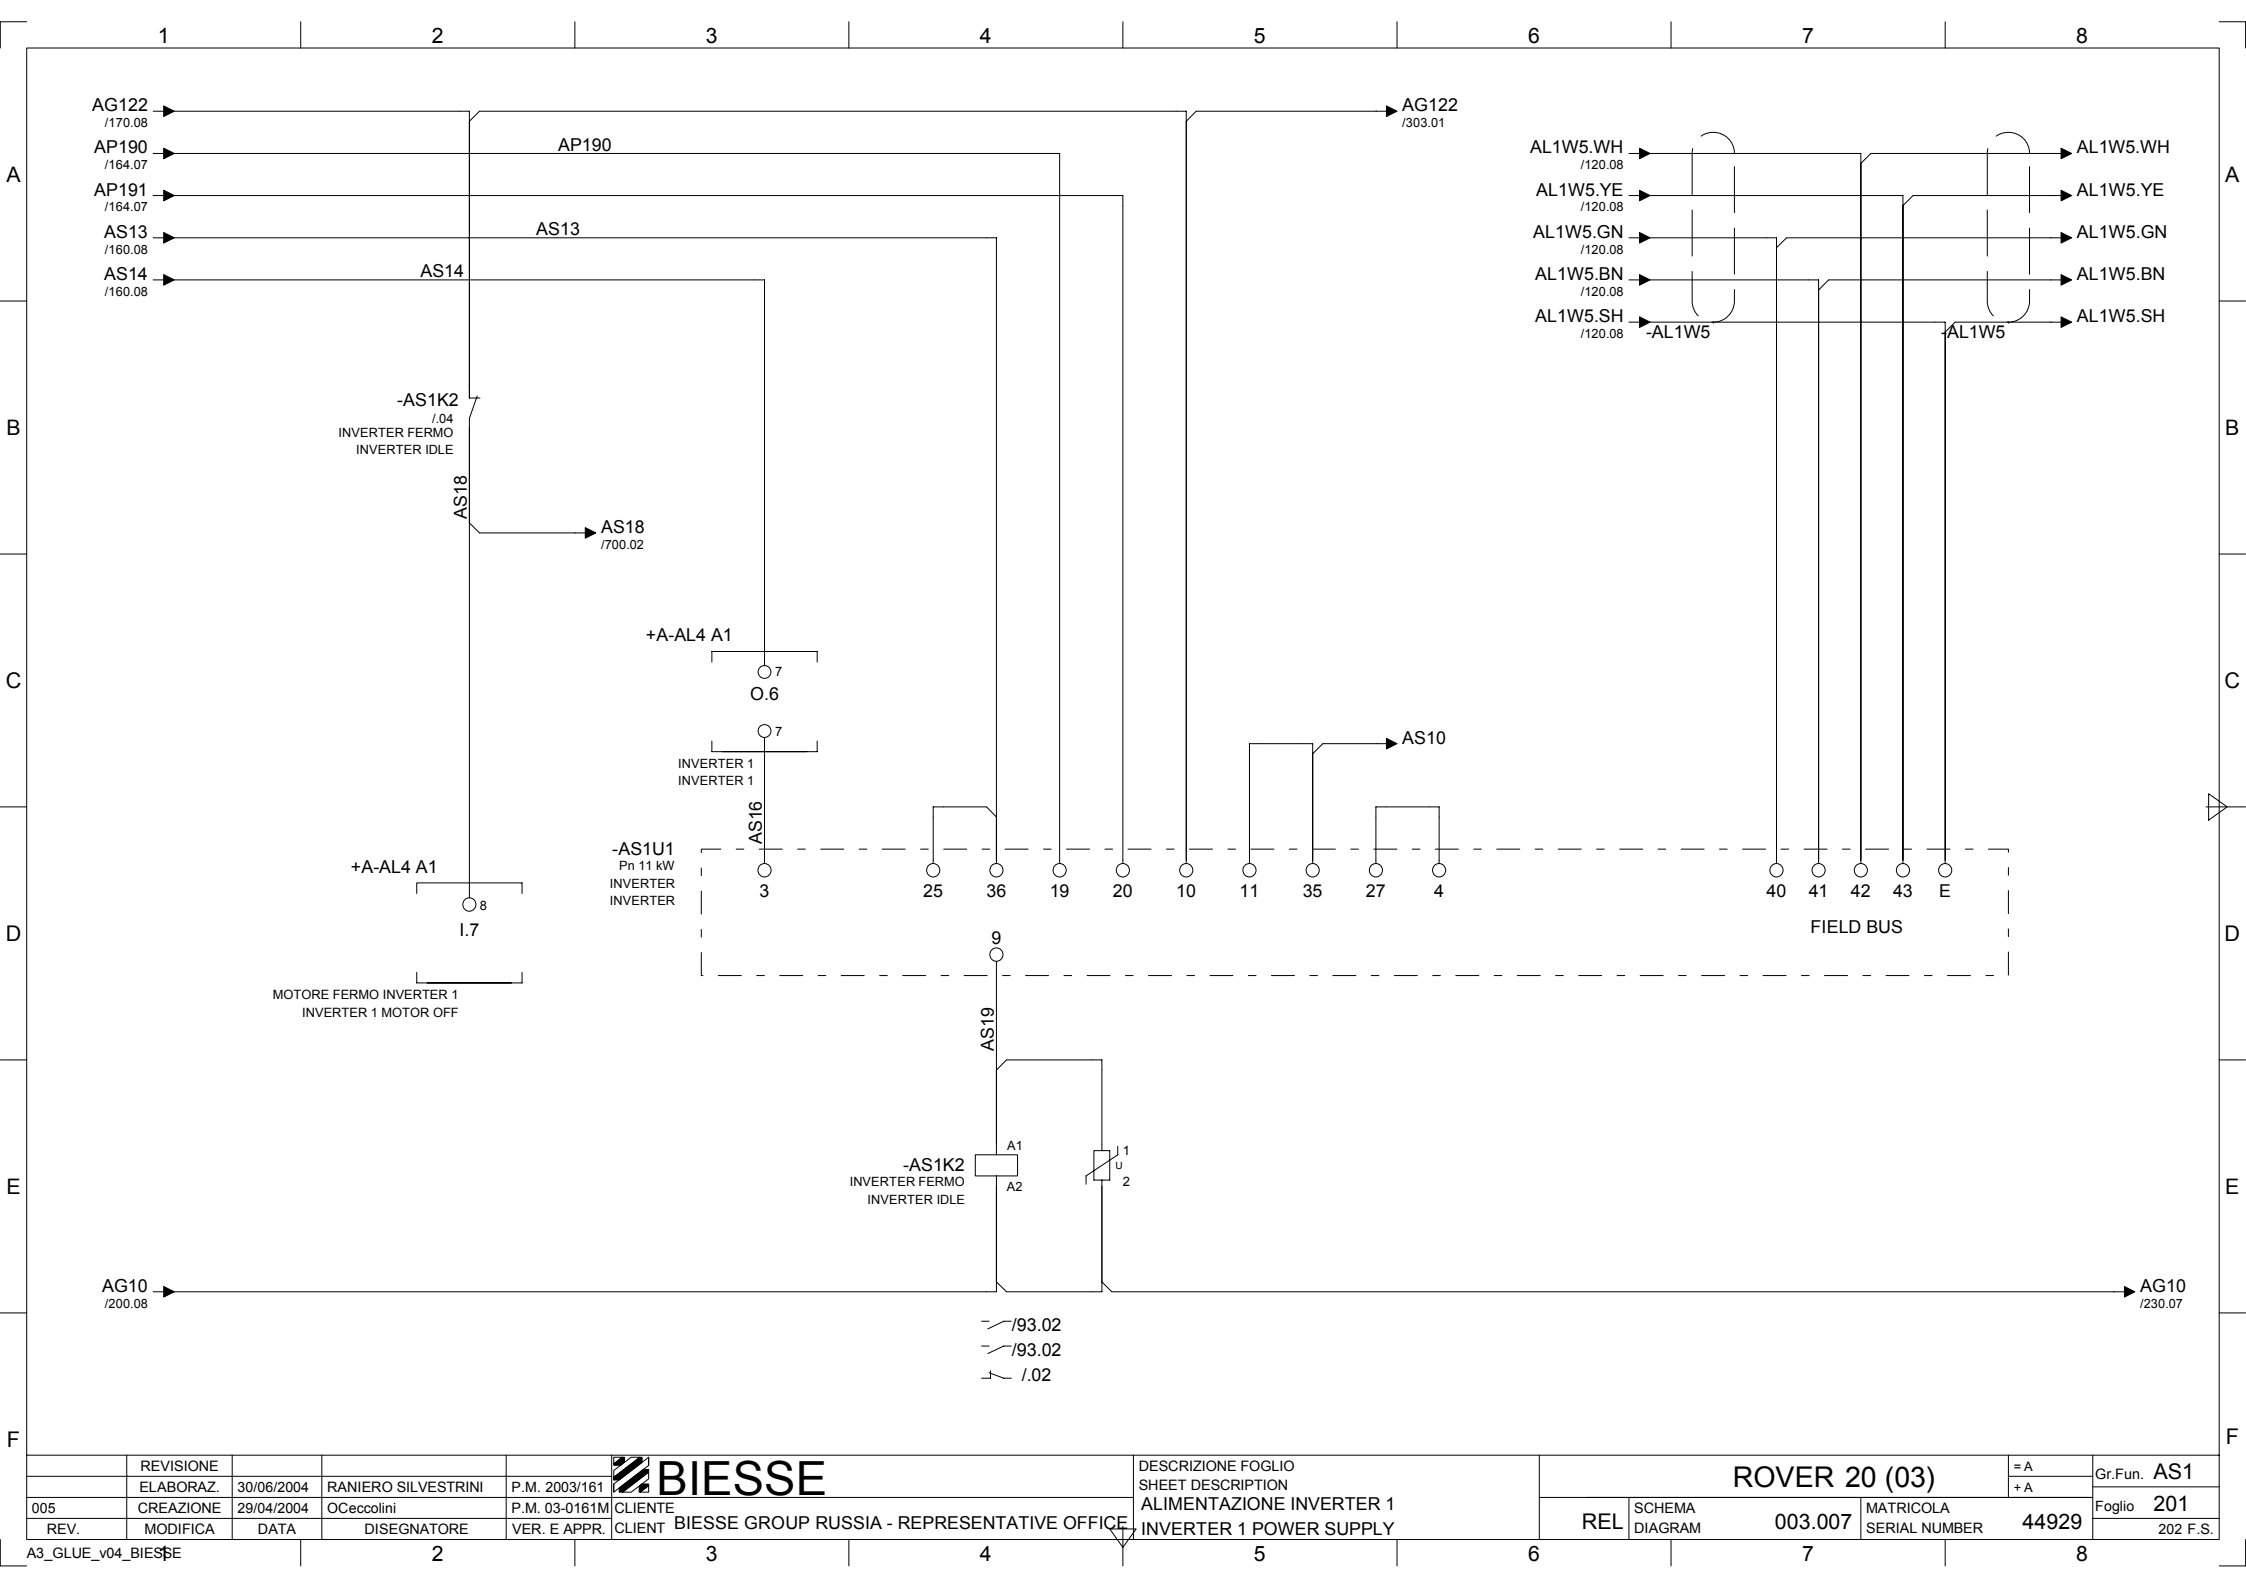 1 2 3 4 5 6 7 8
AG122
/170.08
AG122
/303.01
AP190
/164.07
AP190
AP191
/164.07
AS13
/160.08
AS13
AS14
/160.08
AS14
AL1W5.WH
/120.08
AL1W5.WH
AL1W5.YE
/120.08
AL1W5.YE
AL1W5.GN
/120.08
AL1W5.GN
AL1W5.BN
/120.08
AL1W5.BN
AL1W5.SH
/120.08
AL1W5.SH
-AL1W5
-AL1W5
A A
B B
C C
D D
E E
F F
-AS1K2
/.04
INVERTER FERMO
INVERTER IDLE
AS18
AS18
/700.02
+A-AL4 A1
7
O.6
7
INVERTER 1
INVERTER 1
AS16
AS10
+A-AL4 A1
8
I.7
MOTORE FERMO INVERTER 1
INVERTER 1 MOTOR OFF
-AS1U1
Pn 11 kW
INVERTER
INVERTER
3 25 36 19 20 10 11 35 27 4 40 41 42 43 E
FIELD BUS
9
AS19
-AS1K2
INVERTER FERMO
INVERTER IDLE
A1
A2
1
U
2
AG10
/200.08
AG10
/230.07
/93.02
/93.02
/.02
REVISIONE
ELABORAZ. 30/06/2004 RANIERO SILVESTRINI P.M. 2003/161
005 CREAZIONE 29/04/2004 OCeccolini P.M. 03-0161M
REV. MODIFICA DATA DISEGNATORE VER. E APPR.
BIESSE
CLIENTE
CLIENT BIESSE GROUP RUSSIA - REPRESENTATIVE OFFICE
DESCRIZIONE FOGLIO
SHEET DESCRIPTION
ALIMENTAZIONE INVERTER 1
INVERTER 1 POWER SUPPLY
ROVER 20 (03)
= A
+ A
Gr.Fun. AS1
REL
SCHEMA
DIAGRAM
003.007
MATRICOLA
SERIAL NUMBER
44929
Foglio 201
202 F.S.
A3_GLUE_v04_BIESSE
1 2 3 4 5 6 7 8